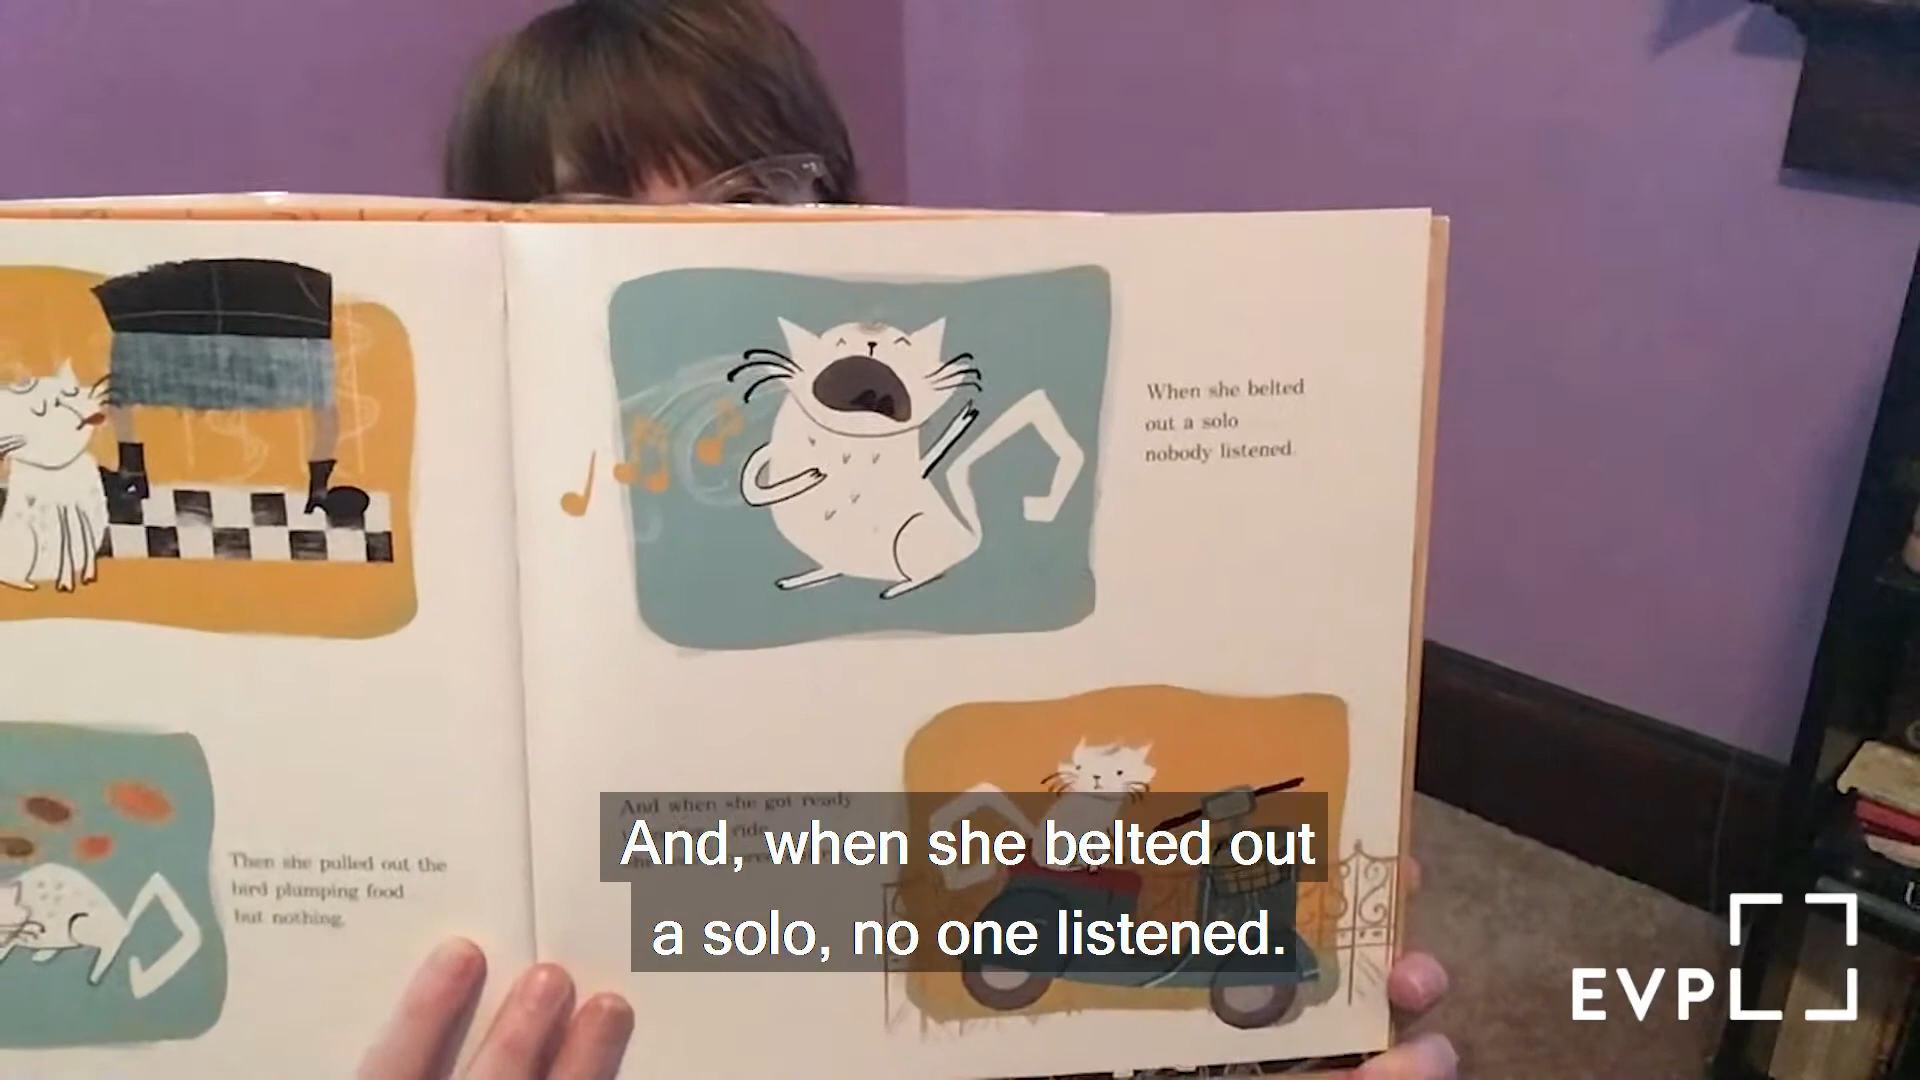 When she belted
out a solo
nobody listened.
Then she pulled out the
bird plumping food
but nothing.
And when she got ready
ride
And, when she belted out
a solo, no one listened.
EVPL